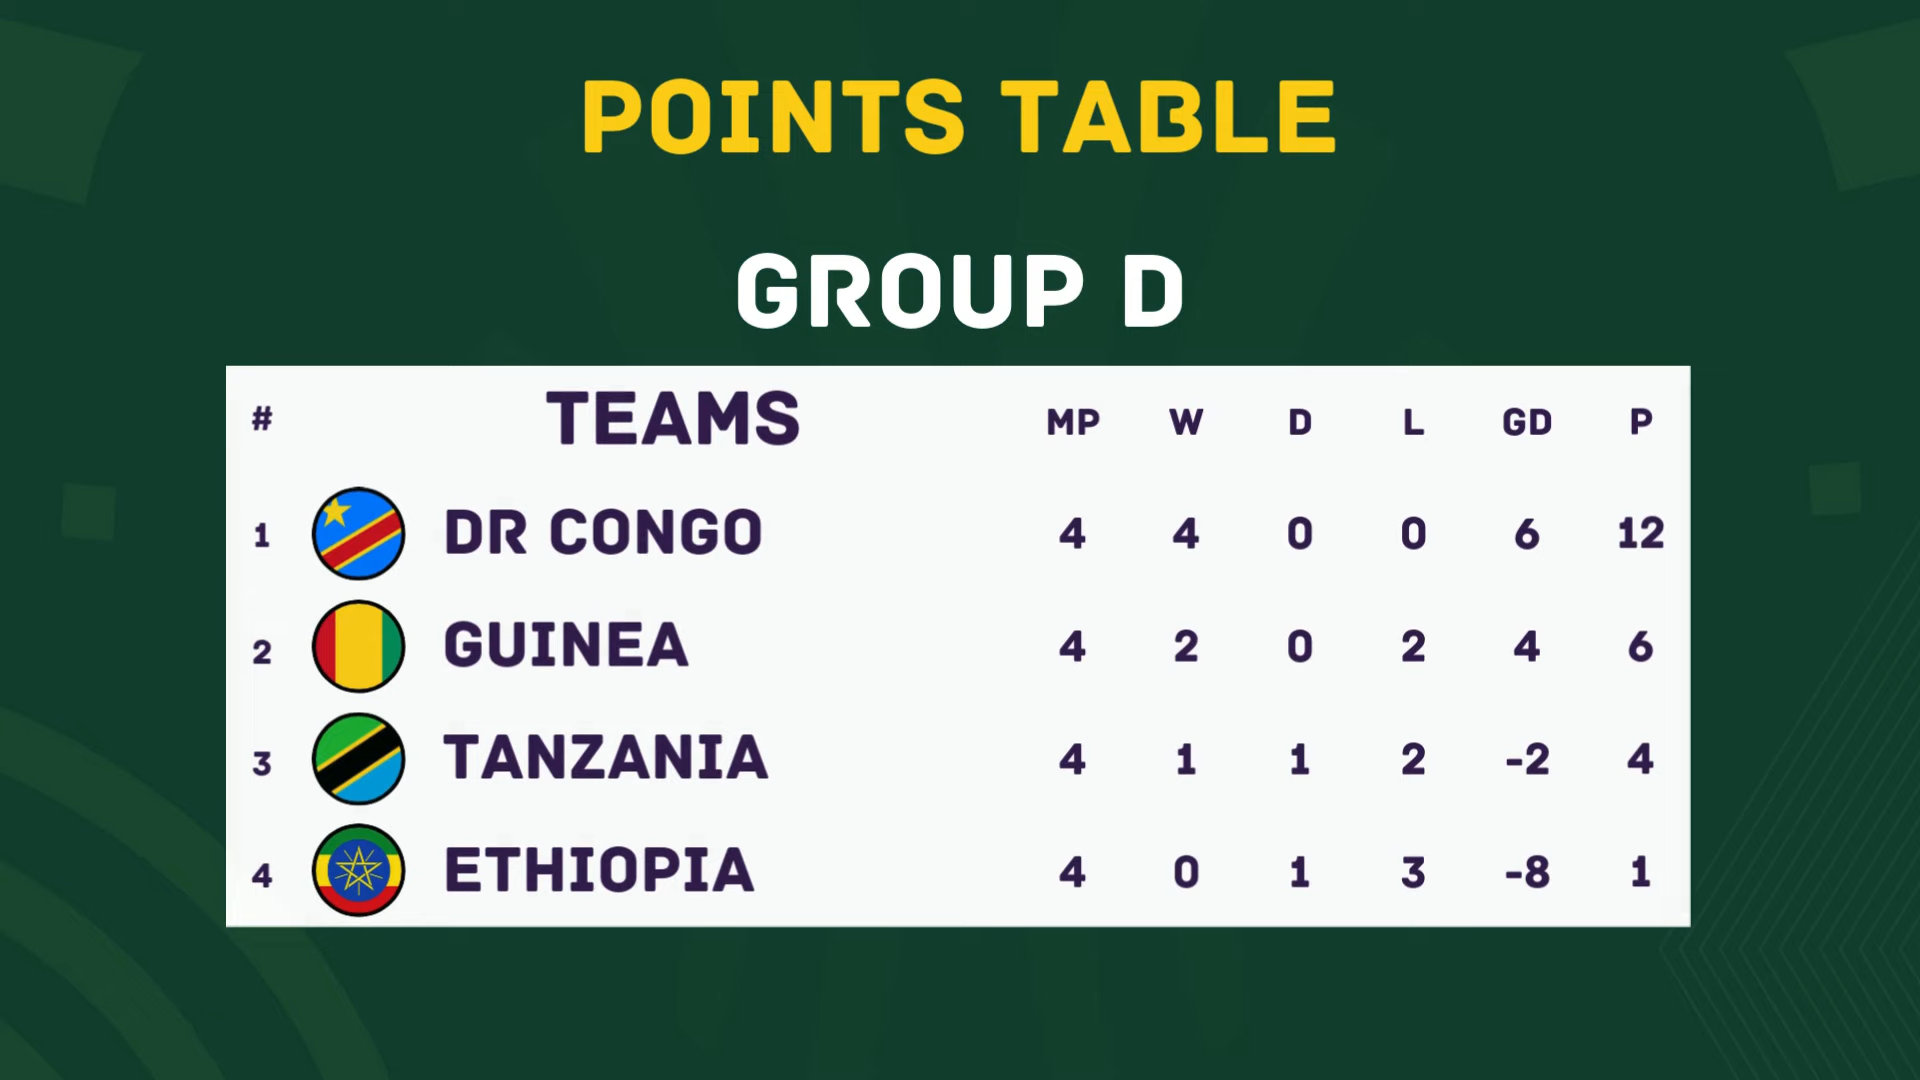 POINTS TABLE
GROUP D
# TEAMS MP W D L GD P
1 DR CONGO 4 4 0 0 6 12
2 GUINEA 4 2 0 2 4 6
3 TANZANIA 4 1 1 2 -2 4
4 ETHIOPIA 4 0 1 3 -8 1